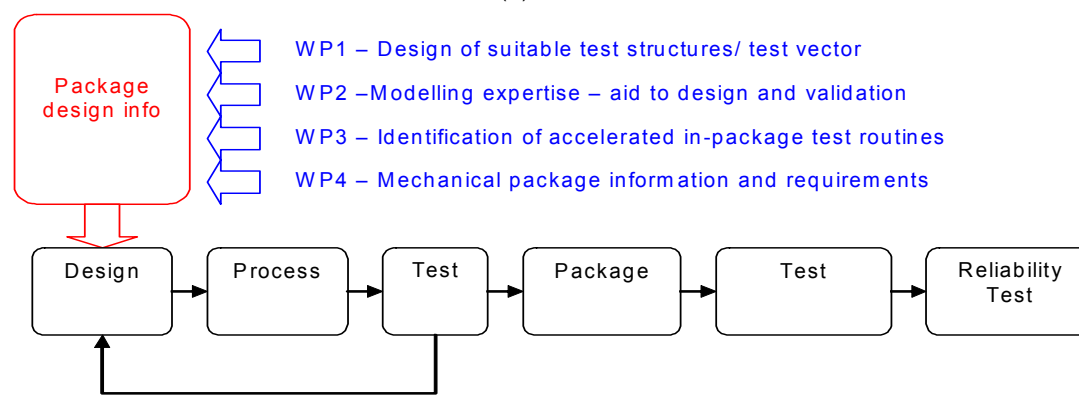 WP1 – Design of suitable test structures/ test vector
Package
design info
WP2 –Modelling expertise – aid to design and validation
WP3 – Identification of accelerated in-package test routines
WP4 – Mechanical package information and requirements
Design
Process
Test
Package
Test
Reliability
Test